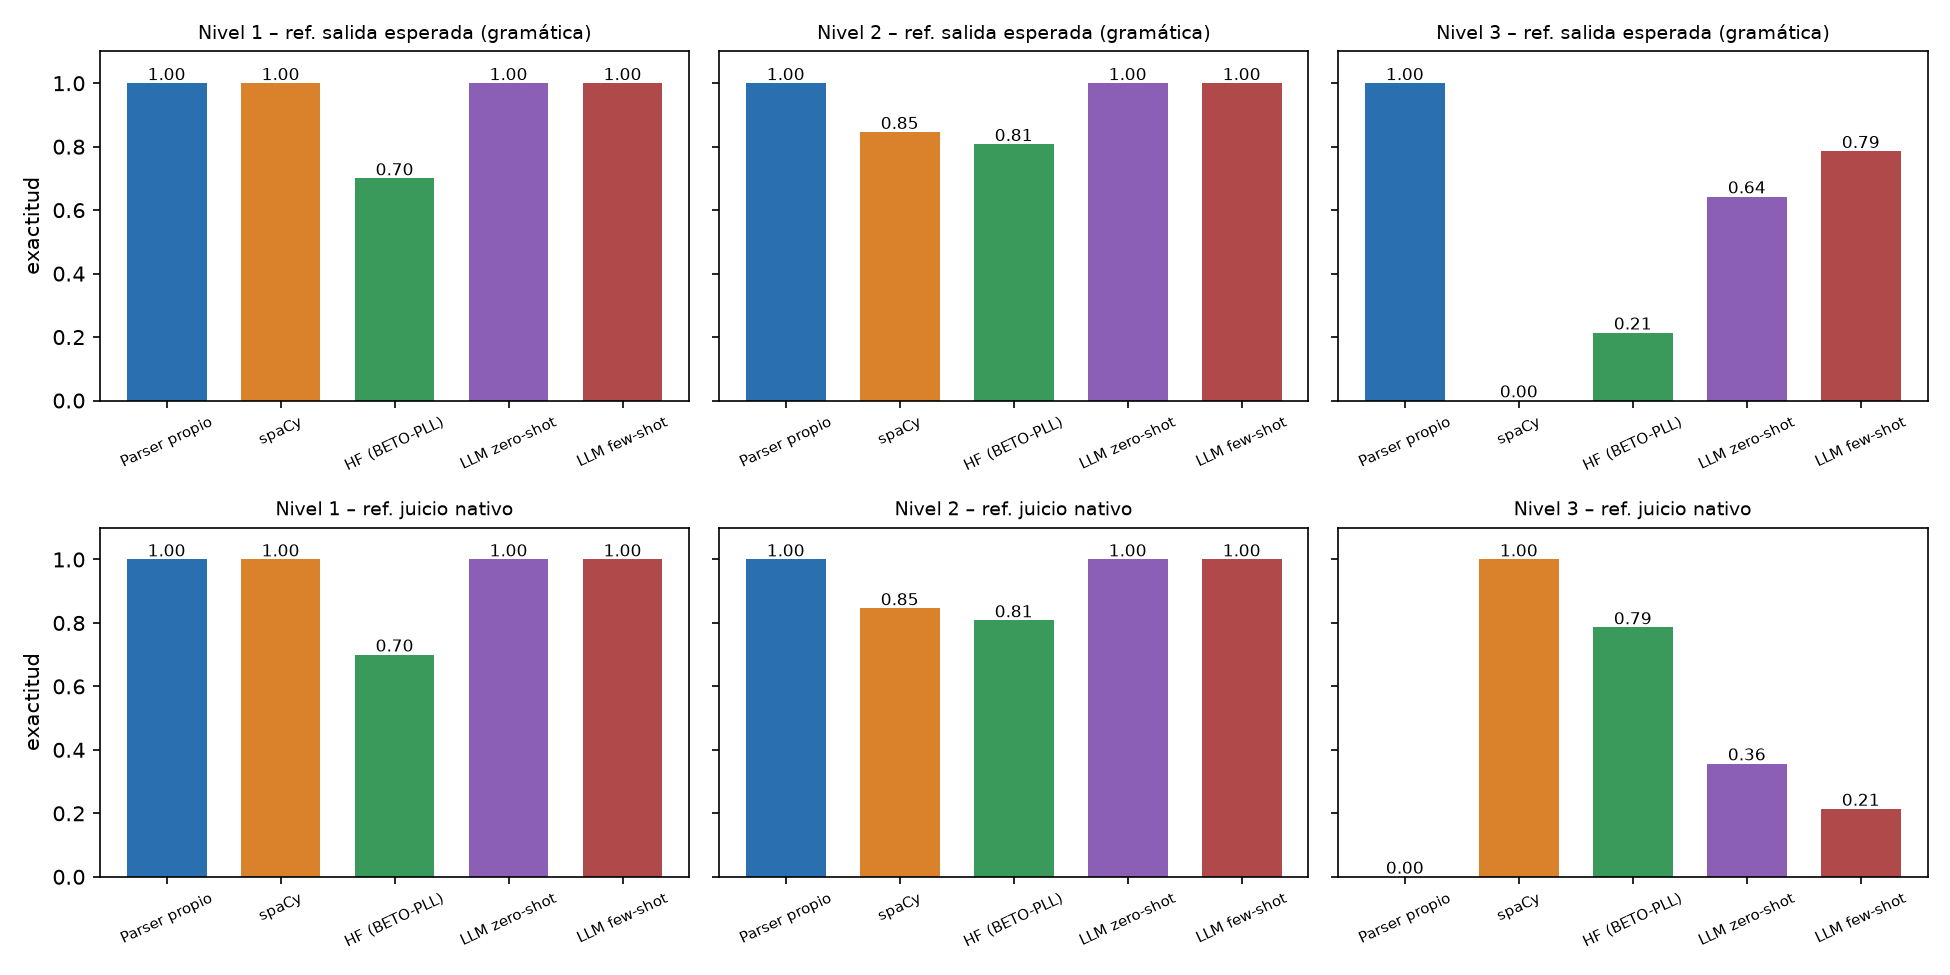 Nivel 1 – ref. salida esperada (gramática)
1.00 1.00 0.70 1.00 1.00
exactitud
1.0
0.8
0.6
0.4
0.2
0.0
Parser propio spaCy HF (BETO-PLL) LLM zero-shot LLM few-shot
Nivel 2 – ref. salida esperada (gramática)
1.00 0.85 0.81 1.00 1.00
Parser propio spaCy HF (BETO-PLL) LLM zero-shot LLM few-shot
Nivel 3 – ref. salida esperada (gramática)
1.00 0.00 0.21 0.64 0.79
Parser propio spaCy HF (BETO-PLL) LLM zero-shot LLM few-shot
Nivel 1 – ref. juicio nativo
1.00 1.00 0.70 1.00 1.00
exactitud
1.0
0.8
0.6
0.4
0.2
0.0
Parser propio spaCy HF (BETO-PLL) LLM zero-shot LLM few-shot
Nivel 2 – ref. juicio nativo
1.00 0.85 0.81 1.00 1.00
Parser propio spaCy HF (BETO-PLL) LLM zero-shot LLM few-shot
Nivel 3 – ref. juicio nativo
0.00 1.00 0.79 0.36 0.21
Parser propio spaCy HF (BETO-PLL) LLM zero-shot LLM few-shot